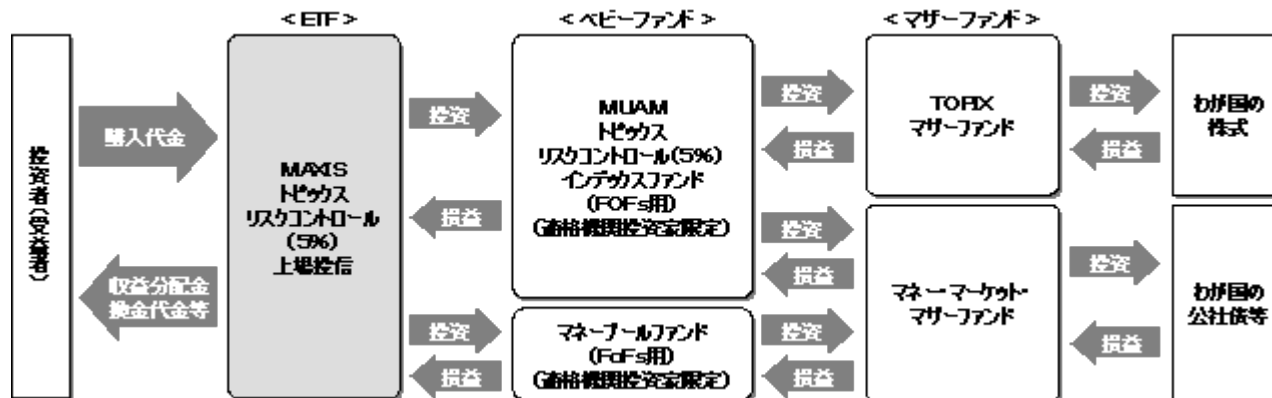 <ETF>
<ベビーファンド>
<マザーファンド>
投資者(受益者)
購入代金
収益分配金
換金代金等
MAXIS
トピックス
リスクコントロール
(5%)
上場投信
投資
損益
投資
損益
MUAM
トピックス
リスクコントロール(5%)
インデックスファンド
(FOFs用)
(適格機関投資家限定)
マネープールファンド
(FoFs用)
(適格機関投資家限定)
投資
損益
投資
損益
投資
損益
TOPIX
マザーファンド
マネー・マーケット・
マザーファンド
投資
損益
投資
損益
わが国の
株式
わが国の
公社債等